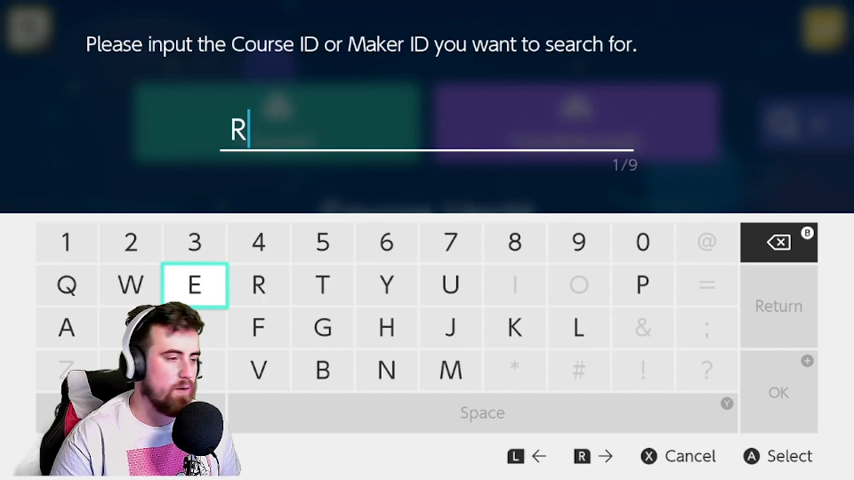 Please input the Course ID or Maker ID you want to search for.
R
1/9
1 2 3 4 5 6 7 8 9 0 @ B
Q W E R T Y U I O P =
Return
A F G H J K L & ;
Z C V B N M * # ! ? +
OK
Space Y
L ← R → X Cancel A Select